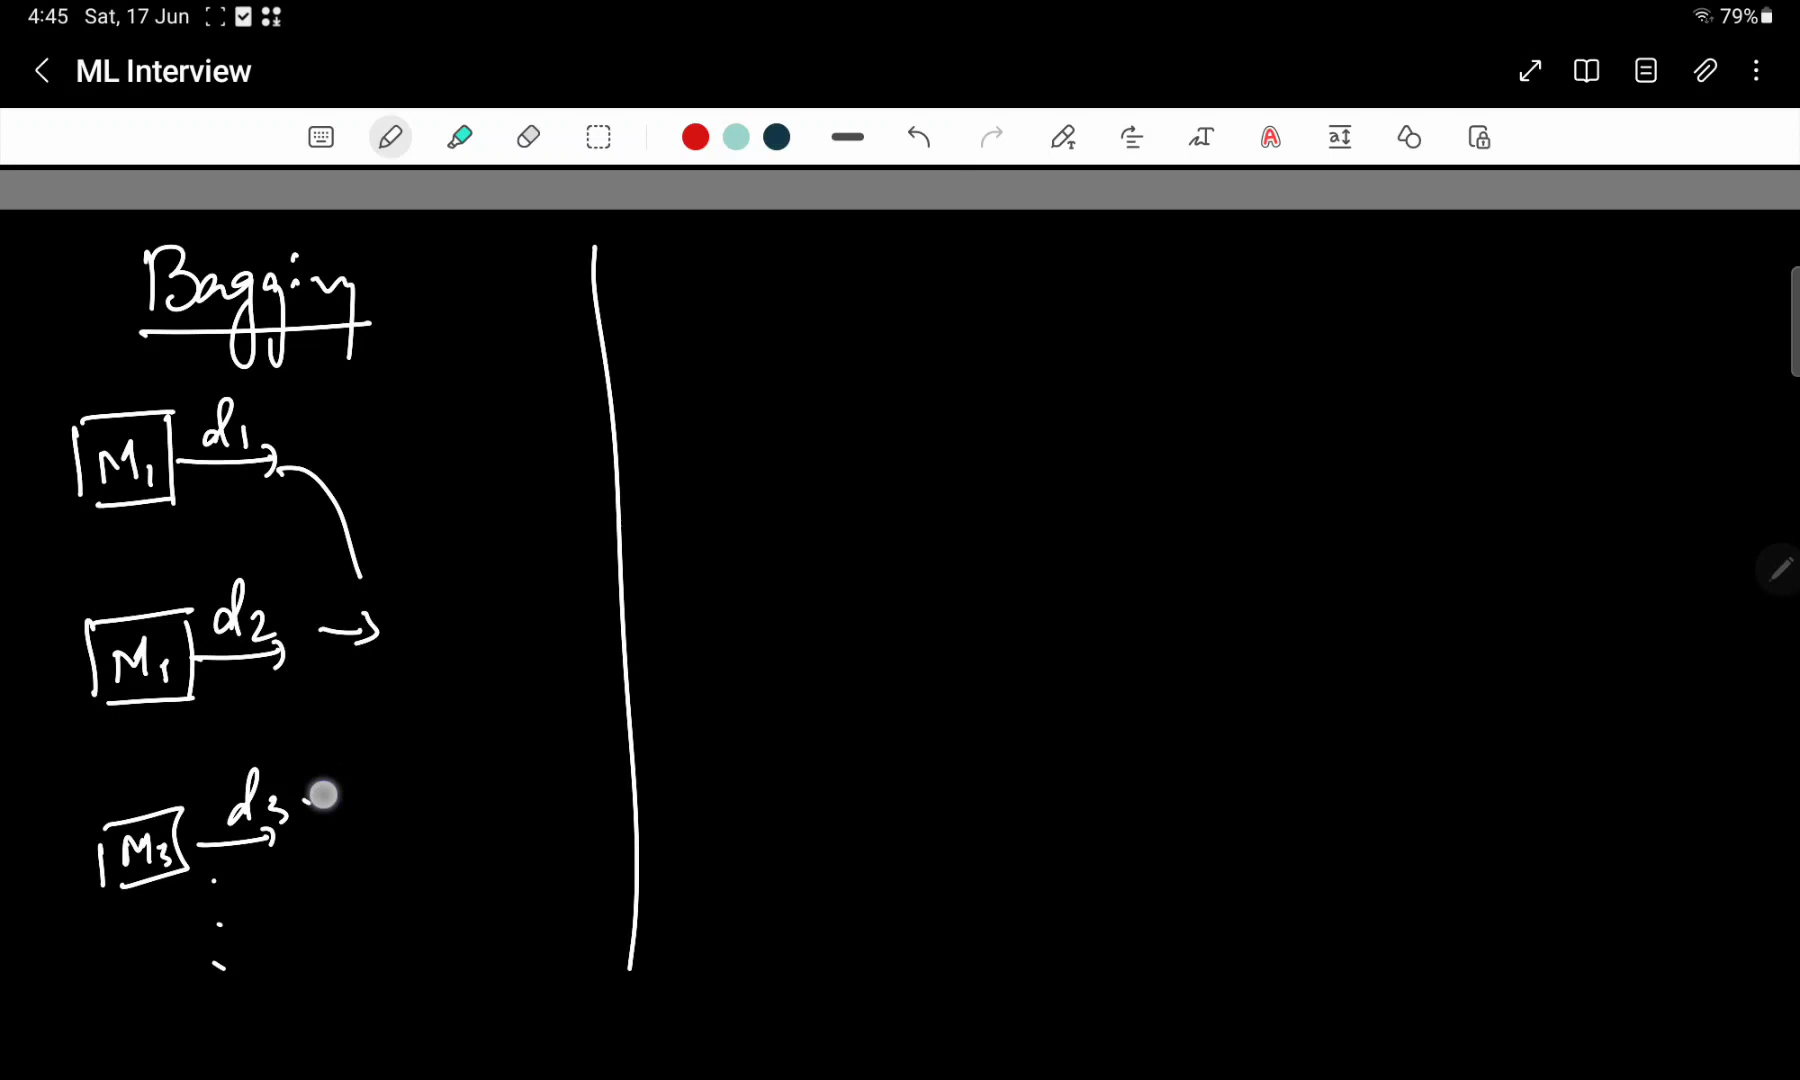 4:45 Sat, 17 Jun 79%
ML Interview
Bagging
M1 d1
M1 d2
M3 d3